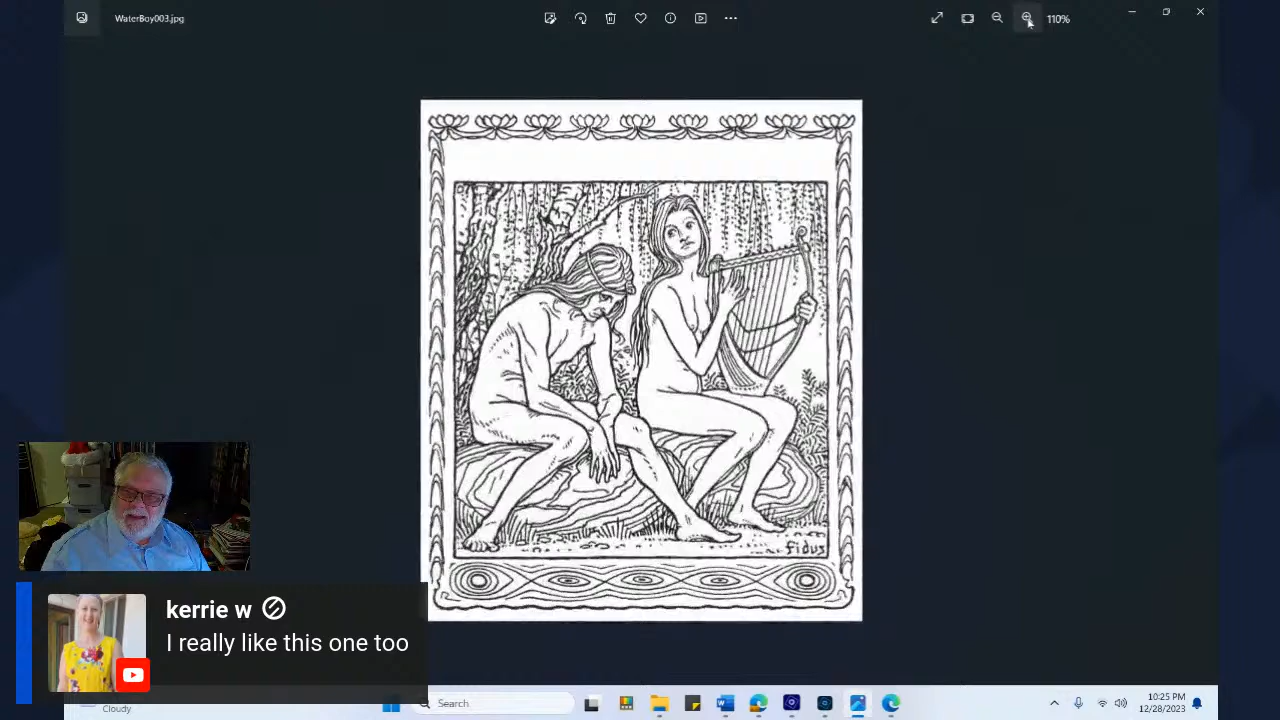 WaterBoy003.jpg
110%
fidus
kerrie w
I really like this one too
Cloudy
Search
10:25 PM
12/28/2023